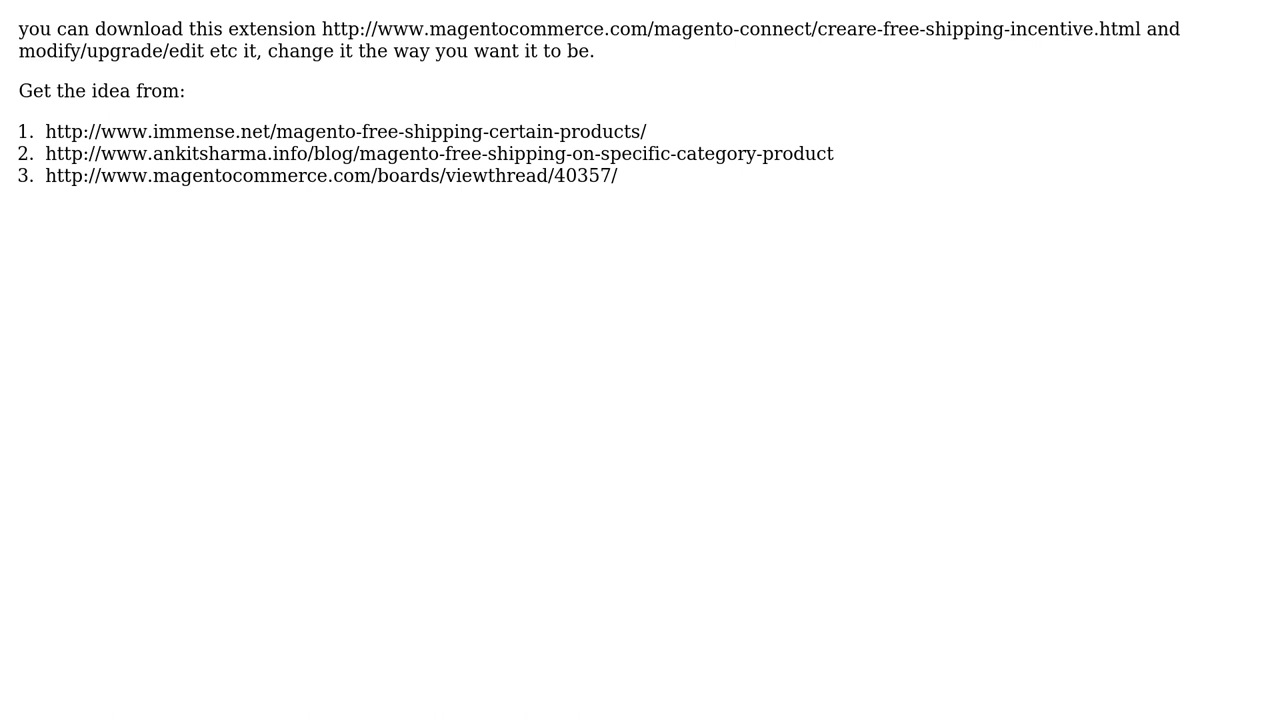 you can download this extension http://www.magentocommerce.com/magento-connect/creare-free-shipping-incentive.html and
modify/upgrade/edit etc it, change it the way you want it to be.
Get the idea from:
1. http://www.immense.net/magento-free-shipping-certain-products/
2. http://www.ankitsharma.info/blog/magento-free-shipping-on-specific-category-product
3. http://www.magentocommerce.com/boards/viewthread/40357/